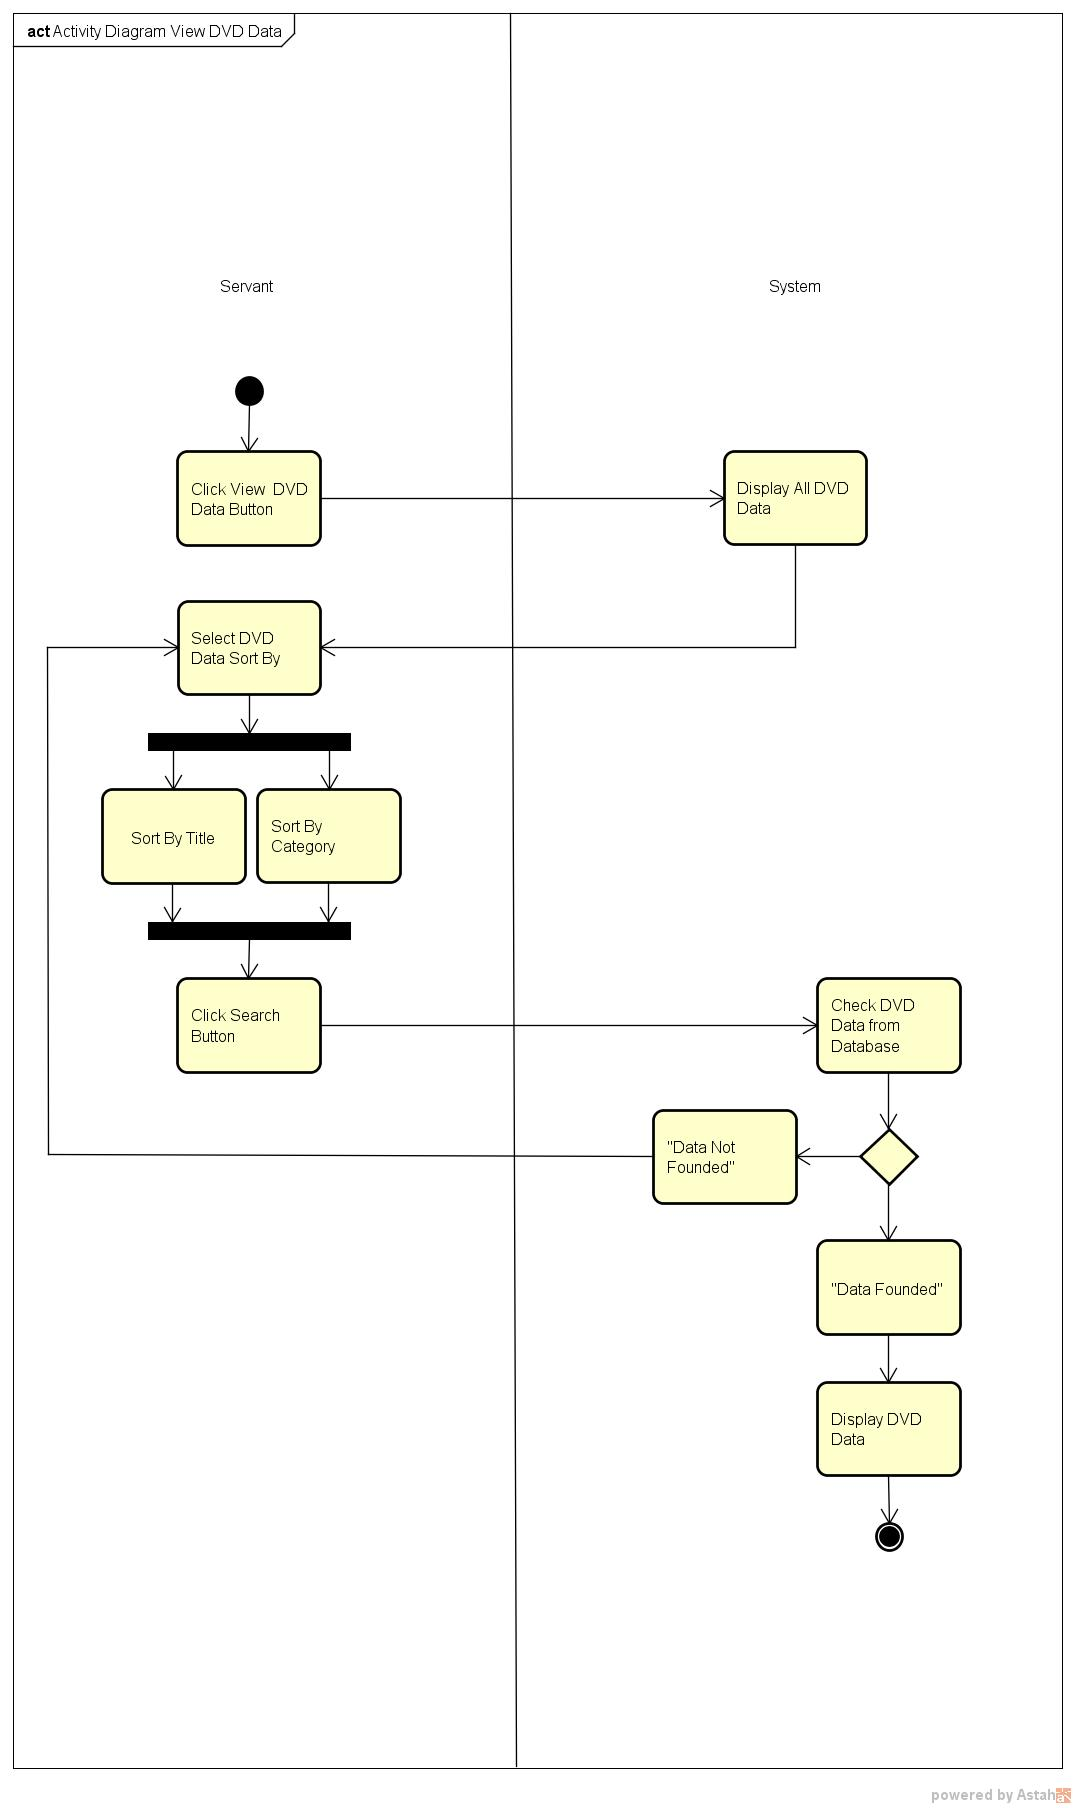 act Activity Diagram View DVD Data
Servant
System
Click View DVD
Data Button
Display All DVD
Data
Select DVD
Data Sort By
Sort By Title
Sort By
Category
Click Search
Button
Check DVD
Data from
Database
"Data Not
Founded"
"Data Founded"
Display DVD
Data
powered by Astah